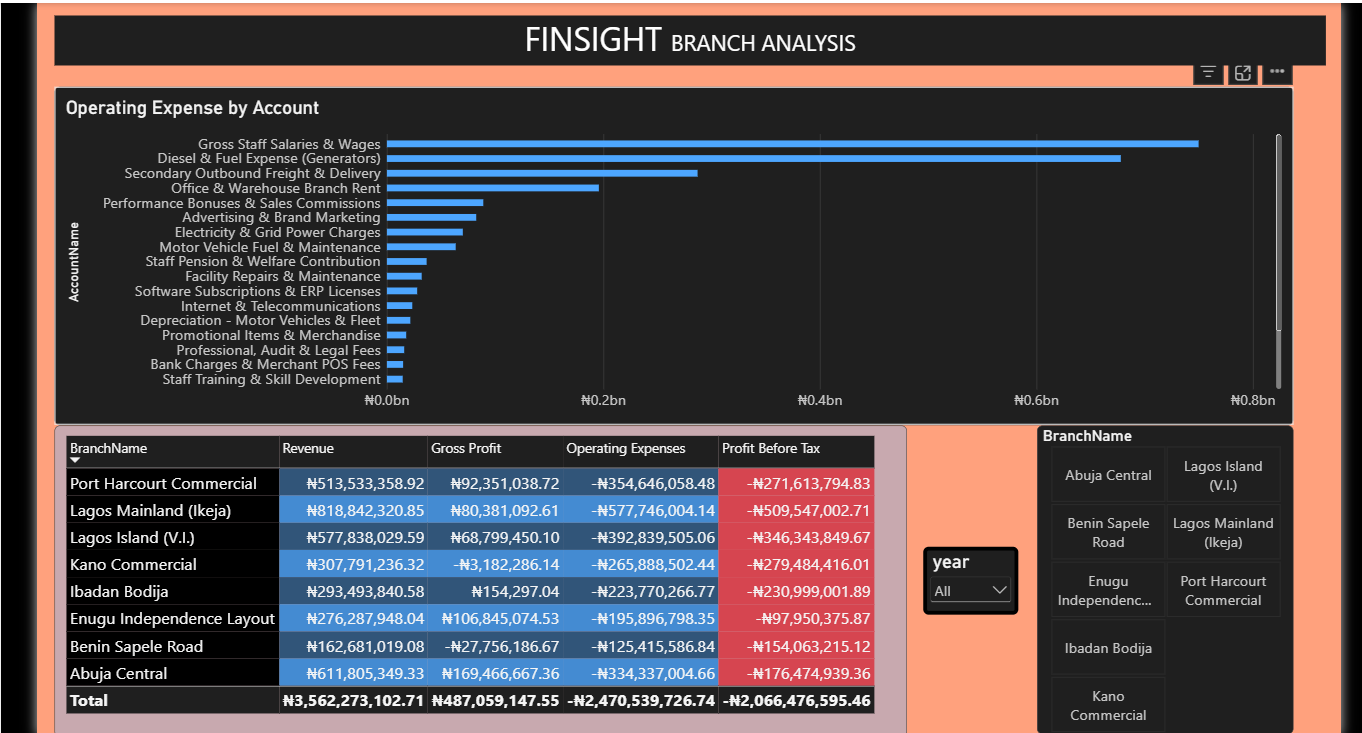 FINSIGHT BRANCH ANALYSIS
Operating Expense by Account
AccountName
Gross Staff Salaries & Wages
Diesel & Fuel Expense (Generators)
Secondary Outbound Freight & Delivery
Office & Warehouse Branch Rent
Performance Bonuses & Sales Commissions
Advertising & Brand Marketing
Electricity & Grid Power Charges
Motor Vehicle Fuel & Maintenance
Staff Pension & Welfare Contribution
Facility Repairs & Maintenance
Software Subscriptions & ERP Licenses
Internet & Telecommunications
Depreciation - Motor Vehicles & Fleet
Promotional Items & Merchandise
Professional, Audit & Legal Fees
Bank Charges & Merchant POS Fees
Staff Training & Skill Development
₦0.0bn ₦0.2bn ₦0.4bn ₦0.6bn ₦0.8bn
BranchName Revenue Gross Profit Operating Expenses Profit Before Tax
Port Harcourt Commercial ₦513,533,358.92 ₦92,351,038.72 -₦354,646,058.48 -₦271,613,794.83
Lagos Mainland (Ikeja) ₦818,842,320.85 ₦80,381,092.61 -₦577,746,004.14 -₦509,547,002.71
Lagos Island (V.I.) ₦577,838,029.59 ₦68,799,450.10 -₦392,839,505.06 -₦346,343,849.67
Kano Commercial ₦307,791,236.32 -₦3,182,286.14 -₦265,888,502.44 -₦279,484,416.01
Ibadan Bodija ₦293,493,840.58 ₦154,297.04 -₦223,770,266.77 -₦230,999,001.89
Enugu Independence Layout ₦276,287,948.04 ₦106,845,074.53 -₦195,896,798.35 -₦97,950,375.87
Benin Sapele Road ₦162,681,019.08 -₦27,756,186.67 -₦125,415,586.84 -₦154,063,215.12
Abuja Central ₦611,805,349.33 ₦169,466,667.36 -₦334,337,004.66 -₦176,474,939.36
Total ₦3,562,273,102.71 ₦487,059,147.55 -₦2,470,539,726.74 -₦2,066,476,595.46
year
All
BranchName
Abuja Central
Lagos Island
(V.I.)
Benin Sapele
Road
Lagos Mainland
(Ikeja)
Enugu
Independenc...
Port Harcourt
Commercial
Ibadan Bodija
Kano
Commercial